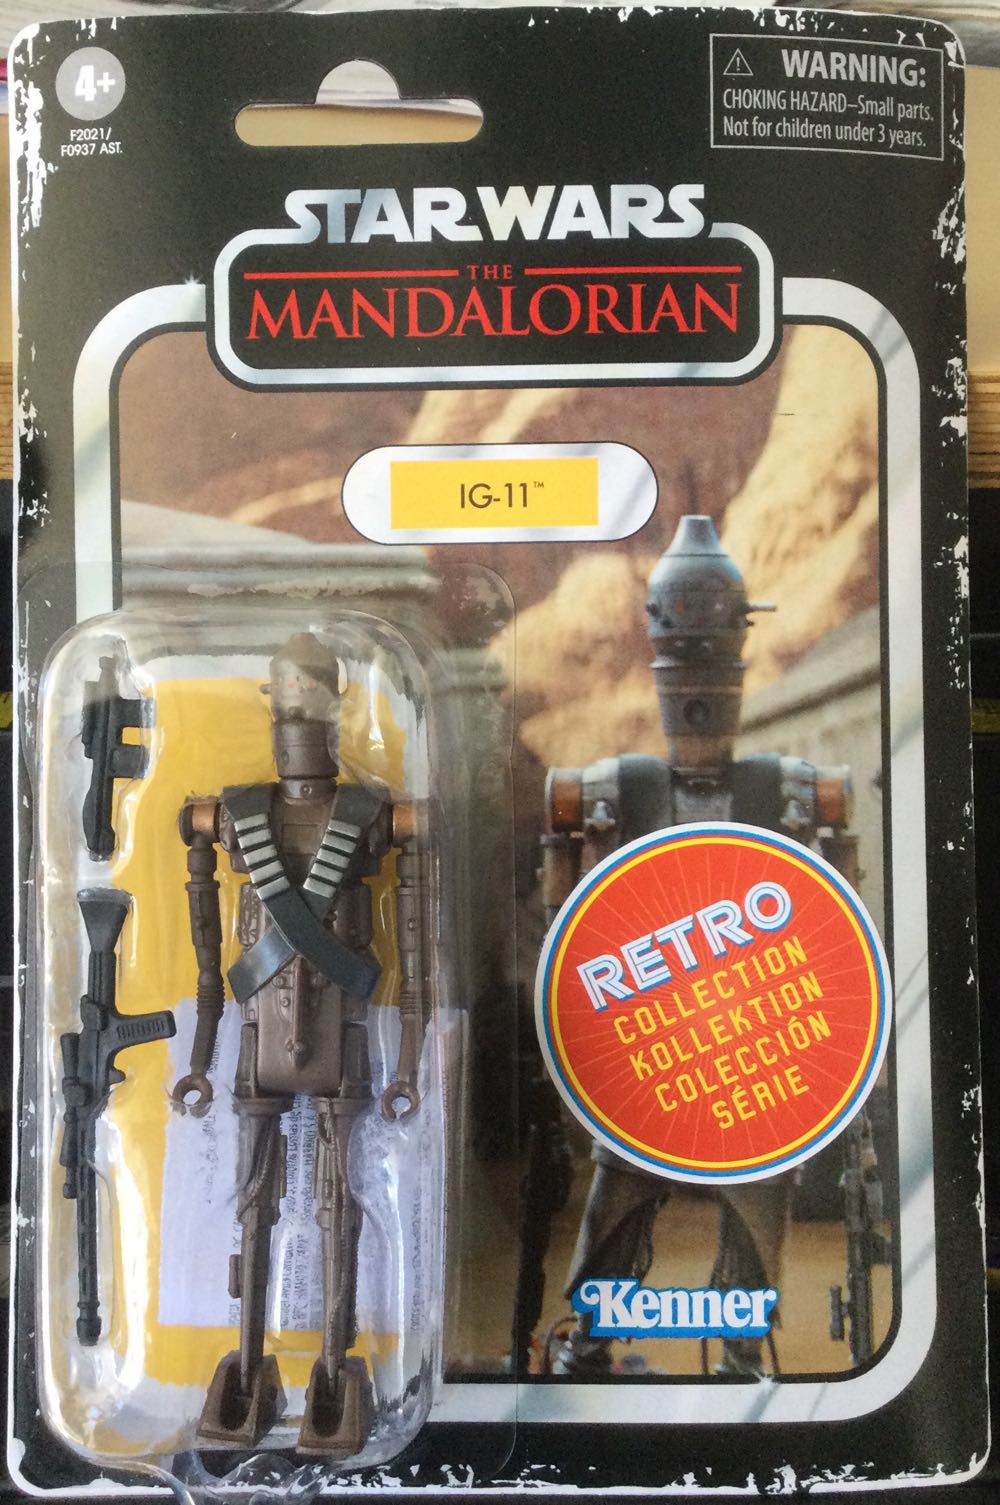 4+
F2021/
F0937 AST.
WARNING:
CHOKING HAZARD–Small parts.
Not for children under 3 years.
STAR WARS
THE
MANDALORIAN
IG-11™
RETRO
COLLECTION
KOLLEKTION
COLECCIÓN
SÉRIE
Kenner